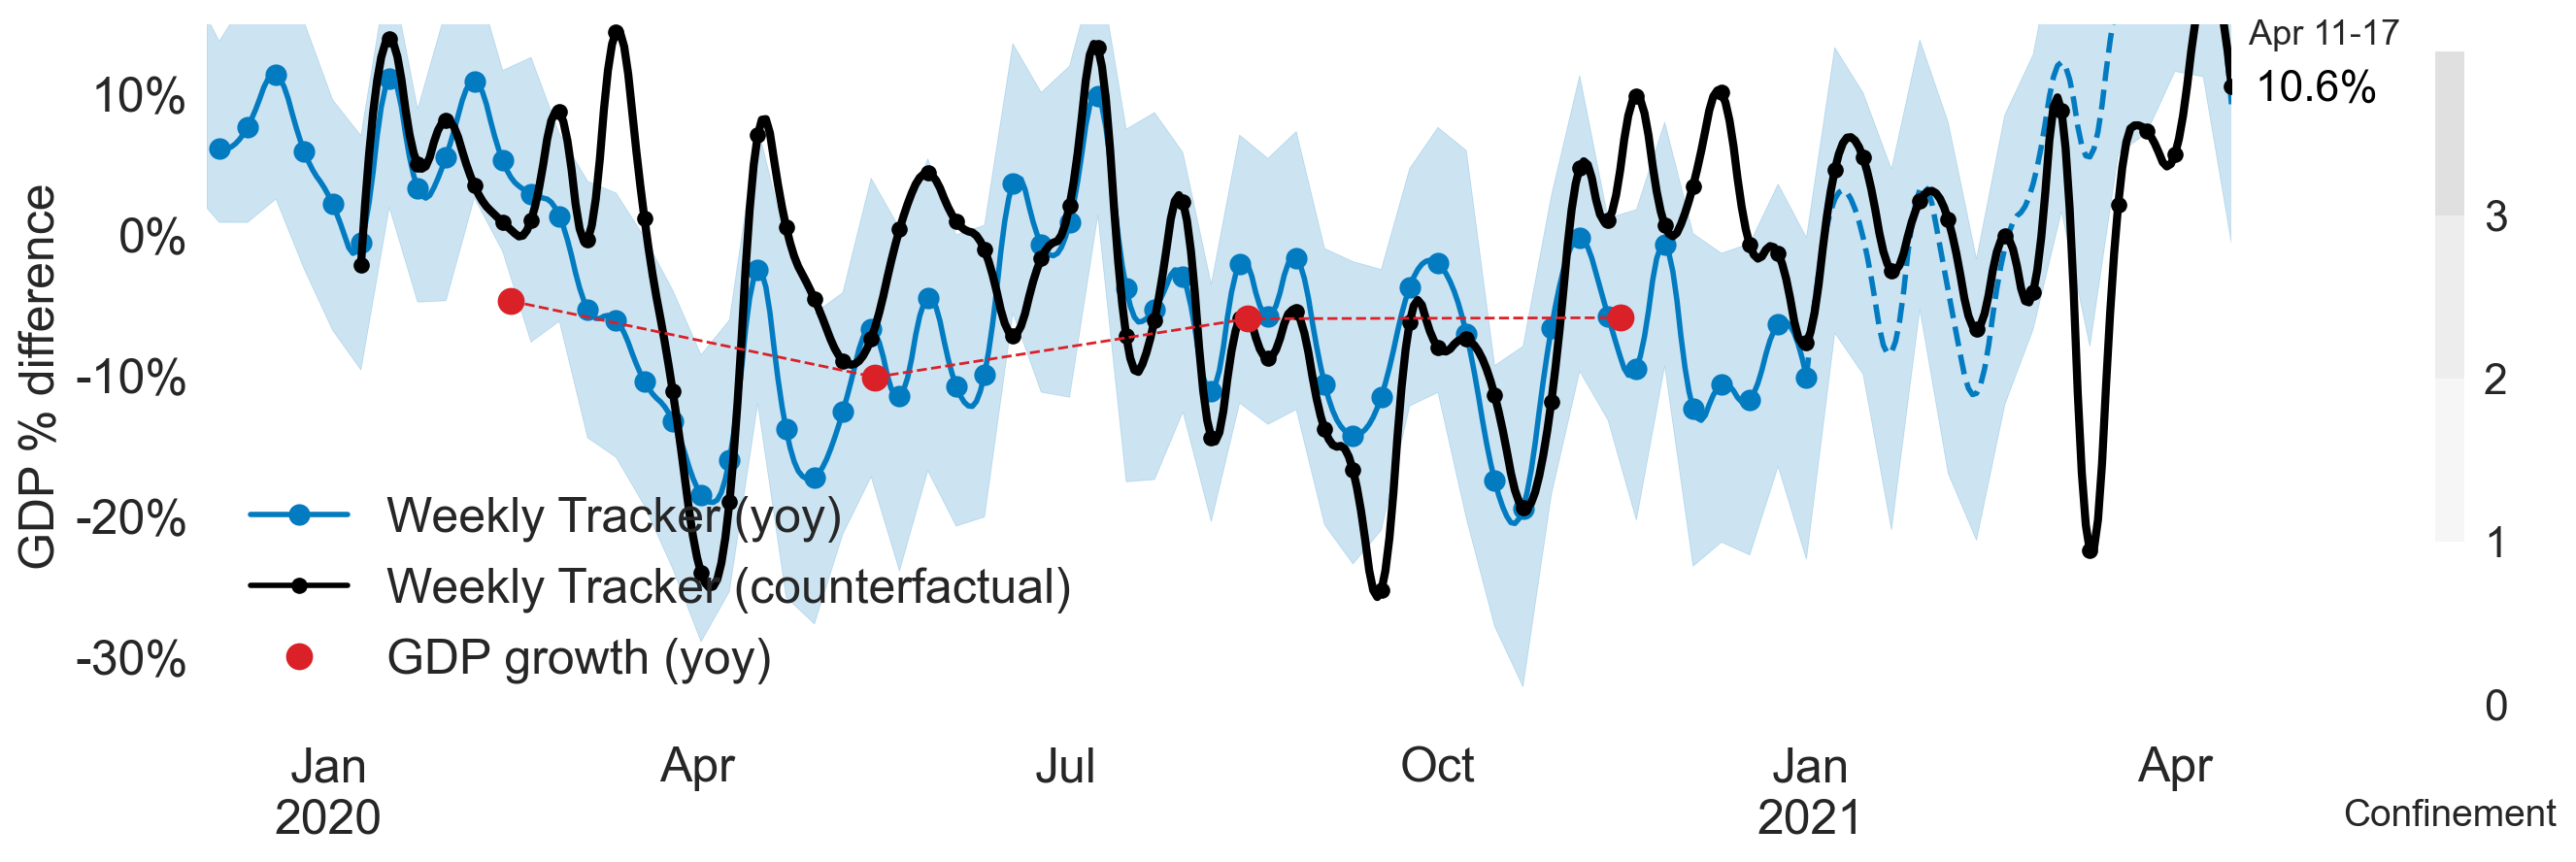 Apr 11-17
10.6%
GDP % difference
10%
0%
-10%
-20%
-30%
Weekly Tracker (yoy)
Weekly Tracker (counterfactual)
GDP growth (yoy)
3
2
1
0
Jan Apr Jul Oct Jan Apr
2020 2021
Confinement